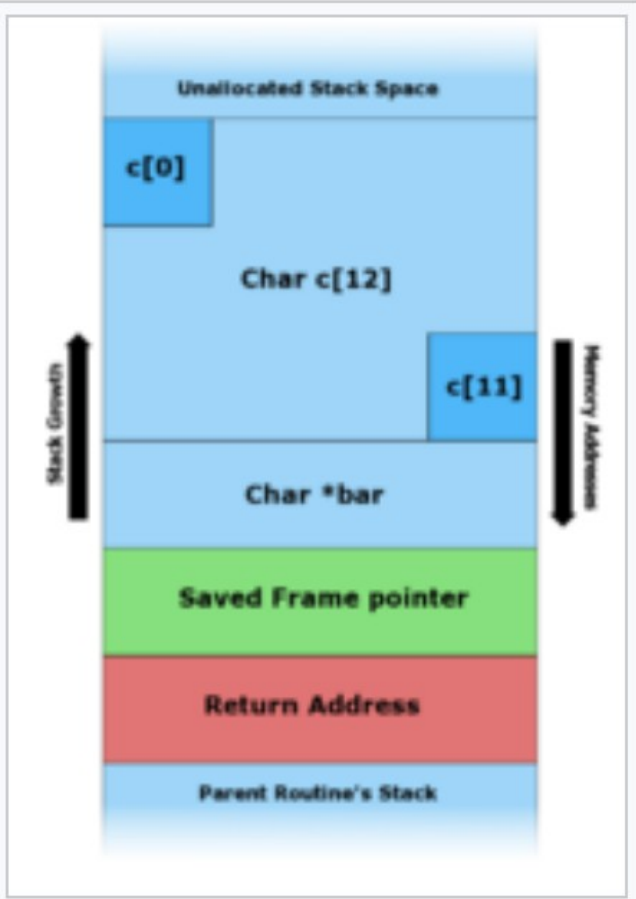 Unallocated Stack Space
c[0]
Char c[12]
c[11]
Stack Growth
Memory Addresses
Char *bar
Saved Frame pointer
Return Address
Parent Routine's Stack